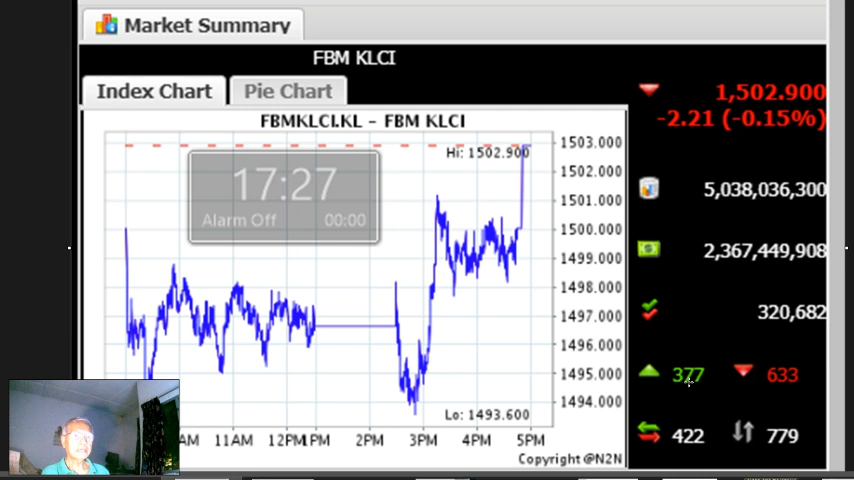 Market Summary
FBM KLCI
Index Chart
Pie Chart
FBMKLCI.KL - FBM KLCI
1,502.900
-2.21 (-0.15%)
5,038,036,300
2,367,449,908
320,682
377
633
422
779
Hi: 1502.900
17:27
Alarm Off 00:00
1503.000
1502.000
1501.000
1500.000
1499.000
1498.000
1497.000
1496.000
1495.000
1494.000
Lo: 1493.600
AM 11AM 12PM 1PM 2PM 3PM 4PM 5PM
Copyright @N2N